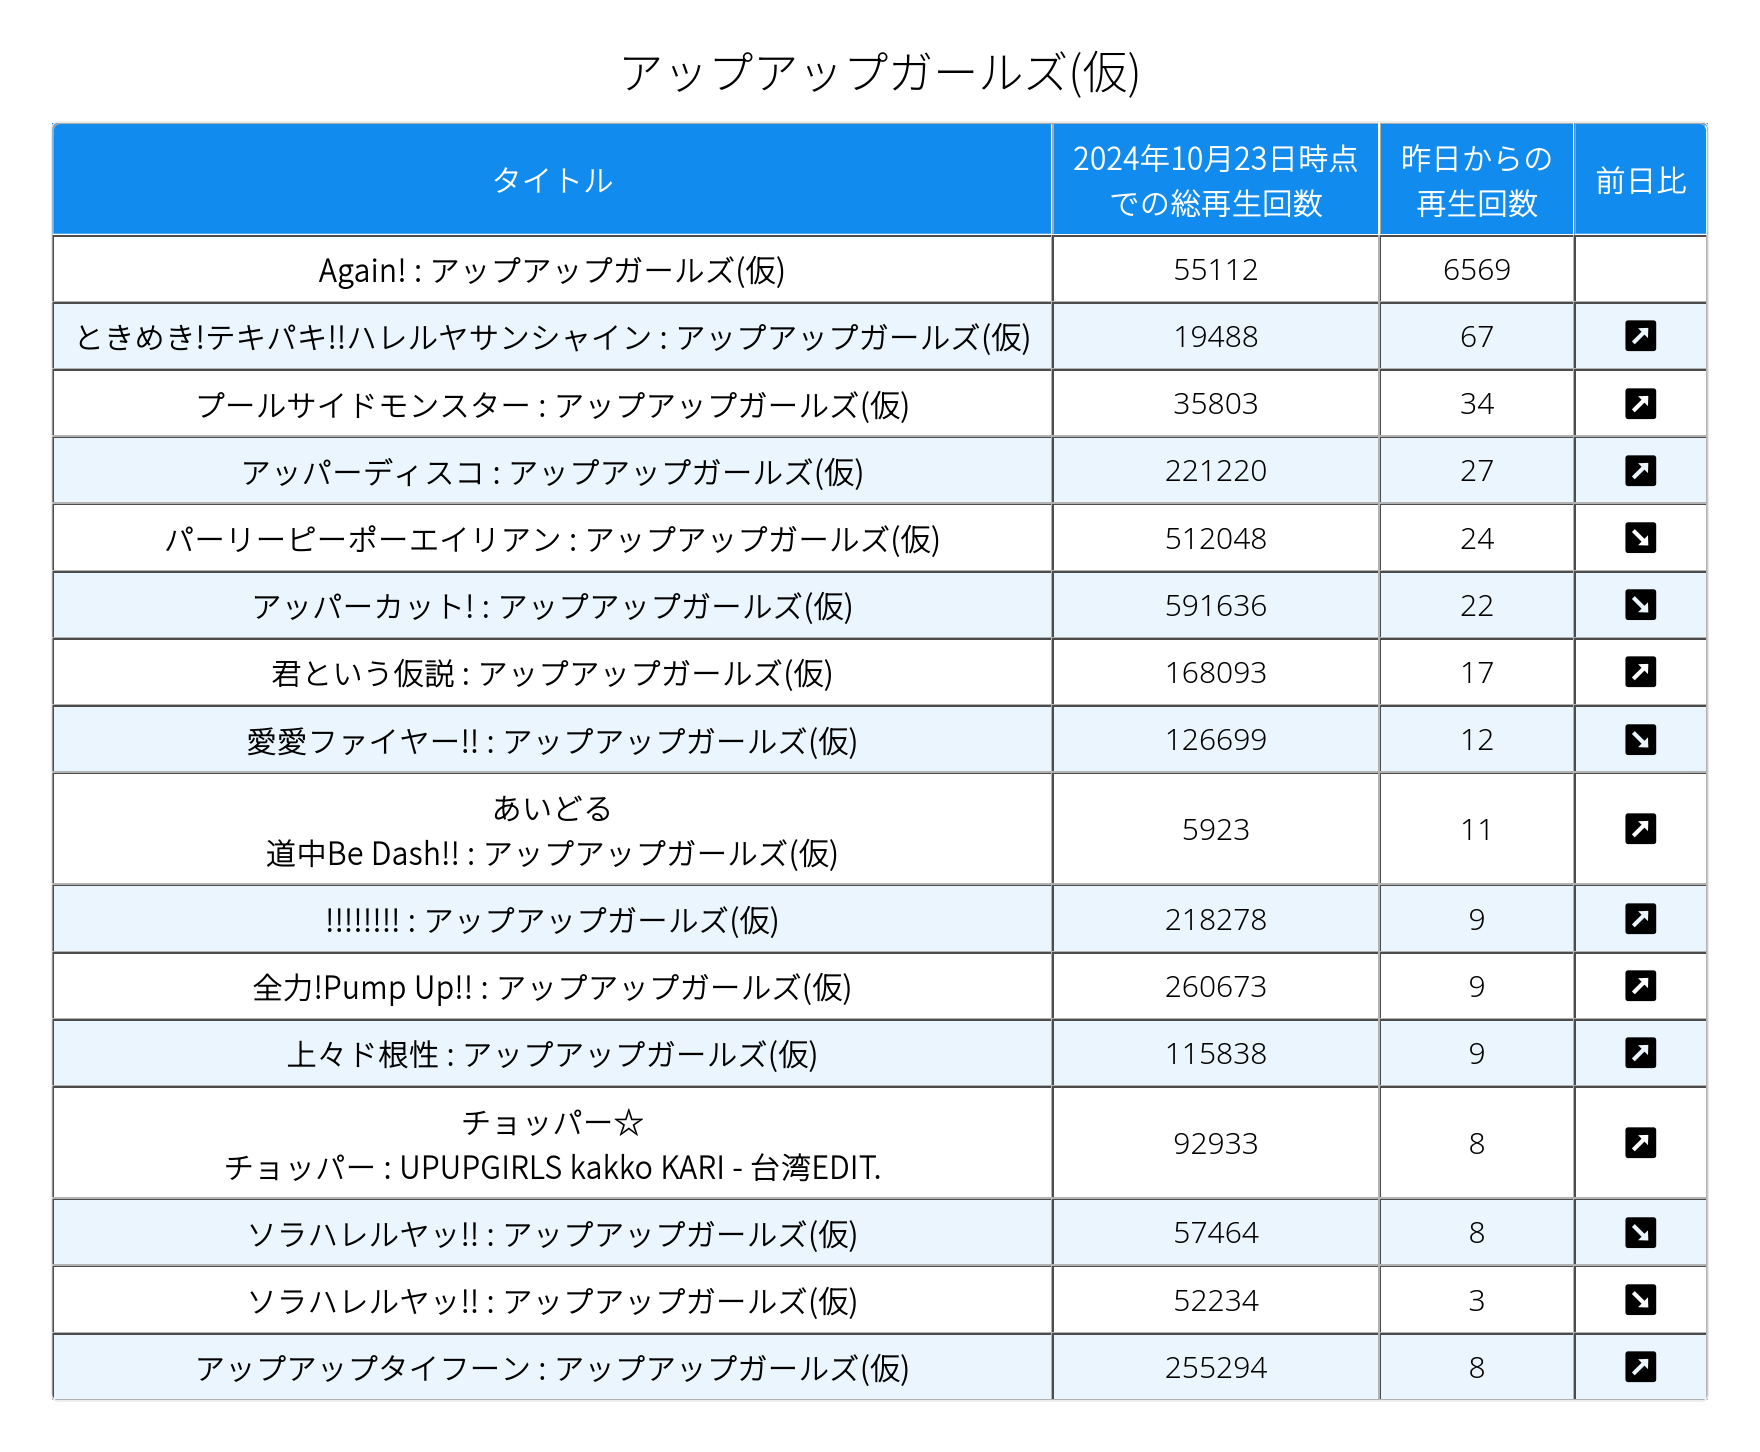 アップアップガールズ(仮)
タイトル
2024年10月23日時点
での総再生回数
昨日からの
再生回数
前日比
Again! : アップアップガールズ(仮) 55112 6569
ときめき!テキパキ!!ハレルヤサンシャイン : アップアップガールズ(仮) 19488 67
プールサイドモンスター : アップアップガールズ(仮) 35803 34
アッパーディスコ : アップアップガールズ(仮) 221220 27
パーリーピーポーエイリアン : アップアップガールズ(仮) 512048 24
アッパーカット! : アップアップガールズ(仮) 591636 22
君という仮説 : アップアップガールズ(仮) 168093 17
愛愛ファイヤー!! : アップアップガールズ(仮) 126699 12
あいどる
道中Be Dash!! : アップアップガールズ(仮) 5923 11
!!!!!!!! : アップアップガールズ(仮) 218278 9
全力!Pump Up!! : アップアップガールズ(仮) 260673 9
上々ド根性 : アップアップガールズ(仮) 115838 9
チョッパー☆
チョッパー : UPUPGIRLS kakko KARI - 台湾EDIT. 92933 8
ソラハレルヤッ!! : アップアップガールズ(仮) 57464 8
ソラハレルヤッ!! : アップアップガールズ(仮) 52234 3
アップアップタイフーン : アップアップガールズ(仮) 255294 8